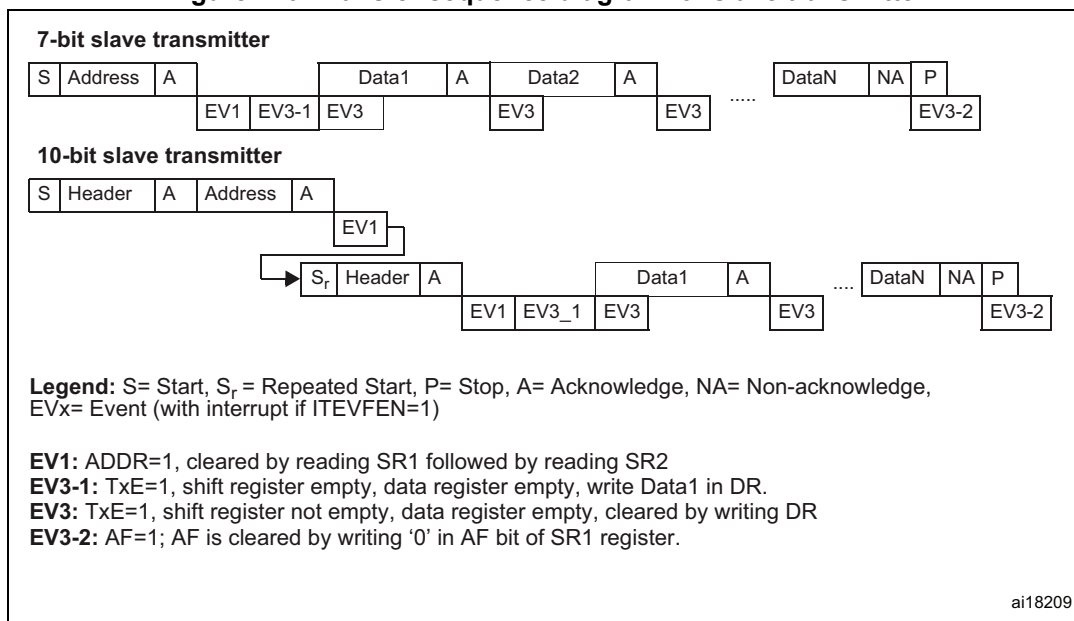 7-bit slave transmitter
S Address A Data1 A Data2 A ..... DataN NA P
EV1 EV3-1 EV3 EV3 EV3 EV3-2
10-bit slave transmitter
S Header A Address A
EV1
Sr Header A Data1 A .... DataN NA P
EV1 EV3_1 EV3 EV3 EV3-2
Legend: S= Start, Sr = Repeated Start, P= Stop, A= Acknowledge, NA= Non-acknowledge,
EVx= Event (with interrupt if ITEVFEN=1)
EV1: ADDR=1, cleared by reading SR1 followed by reading SR2
EV3-1: TxE=1, shift register empty, data register empty, write Data1 in DR.
EV3: TxE=1, shift register not empty, data register empty, cleared by writing DR
EV3-2: AF=1; AF is cleared by writing ‘0’ in AF bit of SR1 register.
ai18209